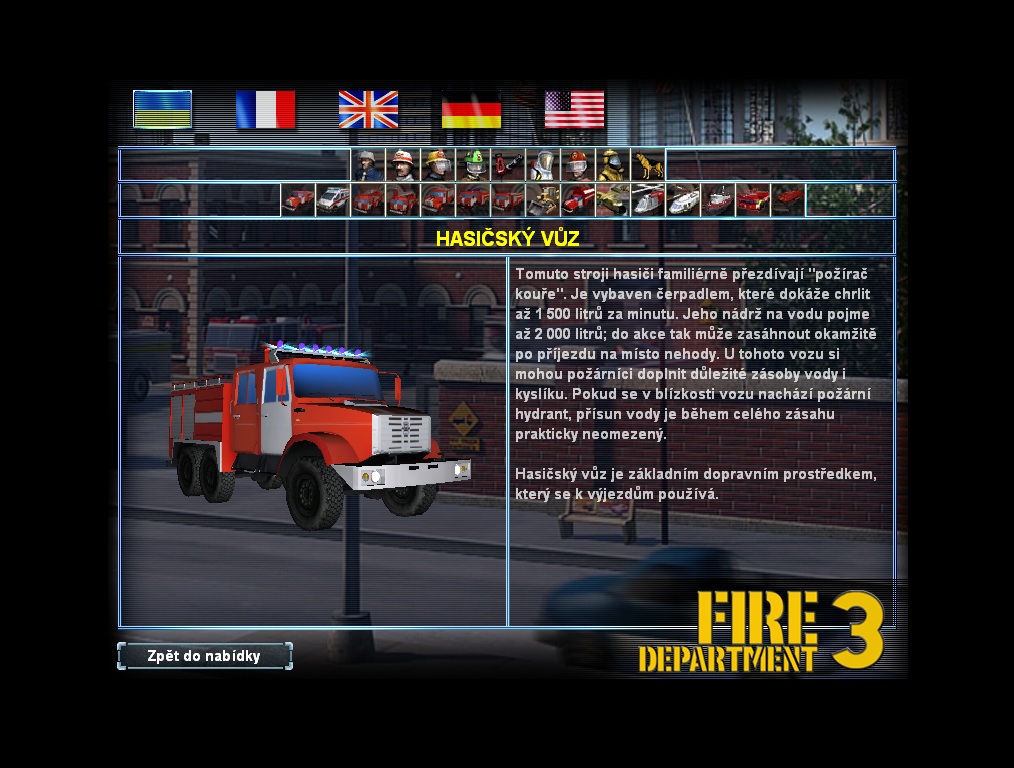 HASIČSKÝ VŮZ
Tomuto stroji hasiči familiérně přezdívají "požírač
kouře". Je vybaven čerpadlem, které dokáže chrlit
až 1 500 litrů za minutu. Jeho nádrž na vodu pojme
až 2 000 litrů; do akce tak může zasáhnout okamžitě
po příjezdu na místo nehody. U tohoto vozu si
mohou požárníci doplnit důležité zásoby vody i
kyslíku. Pokud se v blízkosti vozu nachází požární
hydrant, přísun vody je během celého zásahu
prakticky neomezený.
Hasičský vůz je základním dopravním prostředkem,
který se k výjezdům používá.
Zpět do nabídky
FIRE
DEPARTMENT 3